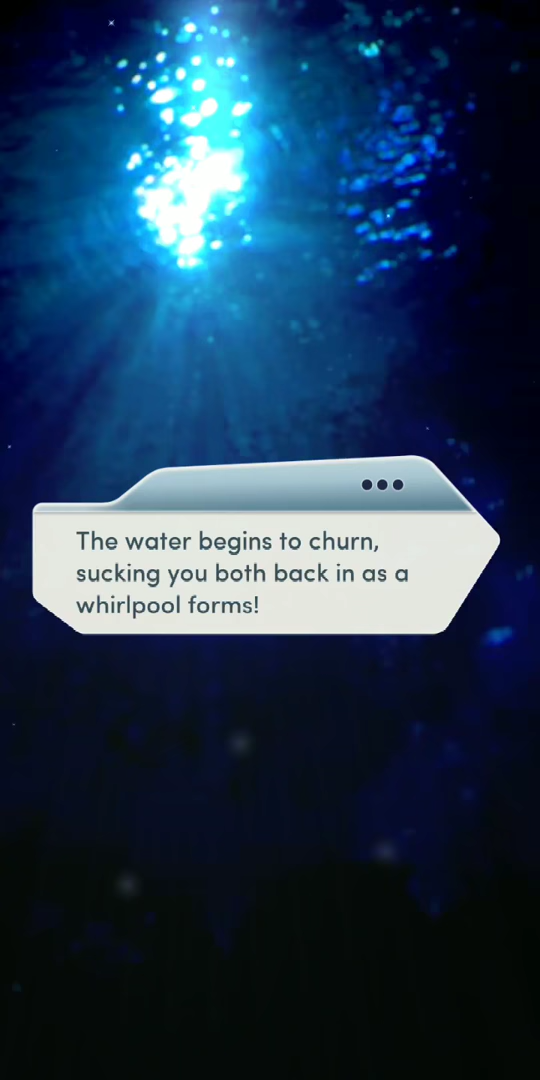 The water begins to churn,
sucking you both back in as a
whirlpool forms!